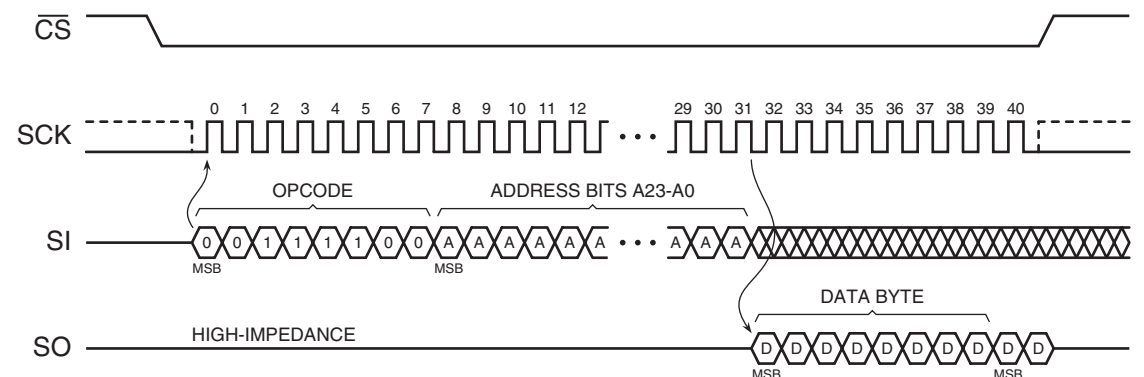 CS
0 1 2 3 4 5 6 7 8 9 10 11 12 29 30 31 32 33 34 35 36 37 38 39 40
SCK
OPCODE ADDRESS BITS A23-A0
SI 0 0 1 1 1 1 0 0 A A A A A A A A A
MSB MSB
DATA BYTE
HIGH-IMPEDANCE
SO D D D D D D D D D D
MSB MSB